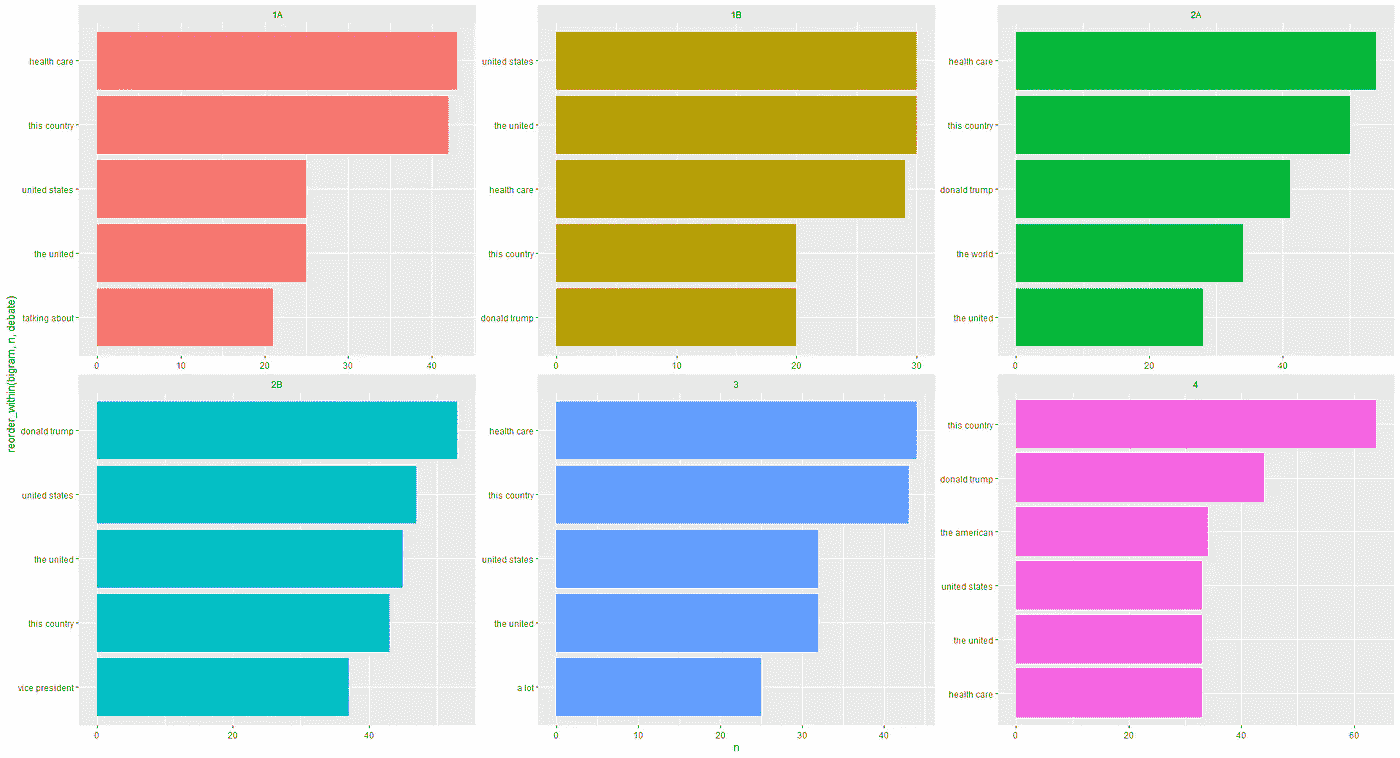 1A
health care
this country
united states
the united
talking about
0 10 20 30 40
1B
united states
the united
health care
this country
donald trump
0 10 20 30
2A
health care
this country
donald trump
the world
the united
0 20 40
reorder_within(bigram, n, debate)
2B
donald trump
united states
the united
this country
vice president
0 20 40
3
health care
this country
united states
the united
a lot
0 10 20 30 40
4
this country
donald trump
the american
united states
the united
health care
0 20 40 60
n